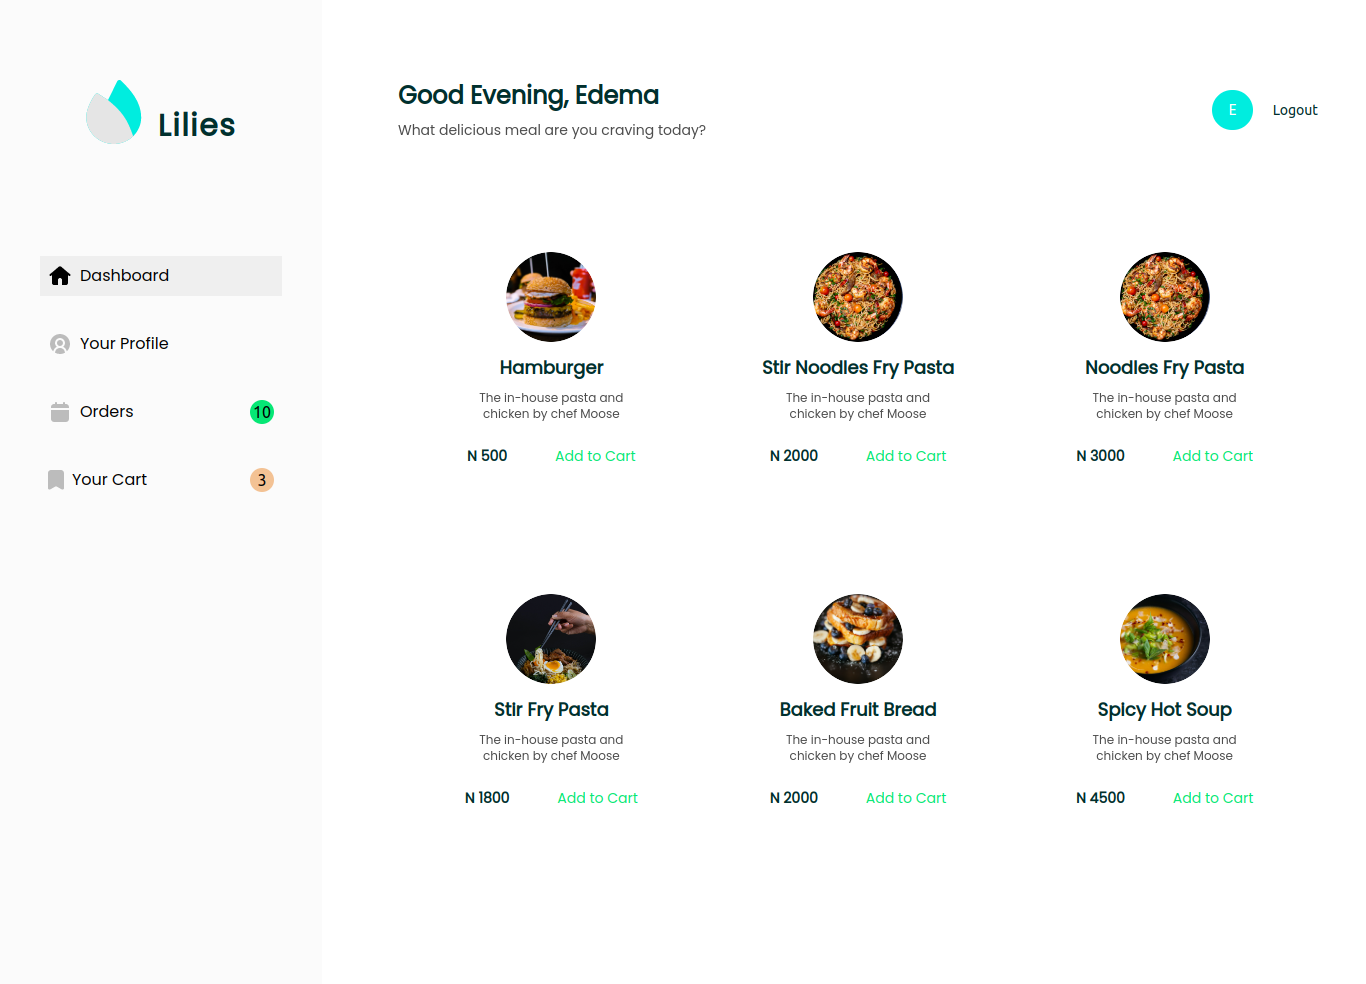 Lilies
Dashboard
Your Profile
Orders 10
Your Cart 3
Good Evening, Edema
What delicious meal are you craving today?
E Logout
Hamburger
The in-house pasta and
chicken by chef Moose
N 500 Add to Cart
Stir Noodles Fry Pasta
The in-house pasta and
chicken by chef Moose
N 2000 Add to Cart
Noodles Fry Pasta
The in-house pasta and
chicken by chef Moose
N 3000 Add to Cart
Stir Fry Pasta
The in-house pasta and
chicken by chef Moose
N 1800 Add to Cart
Baked Fruit Bread
The in-house pasta and
chicken by chef Moose
N 2000 Add to Cart
Spicy Hot Soup
The in-house pasta and
chicken by chef Moose
N 4500 Add to Cart